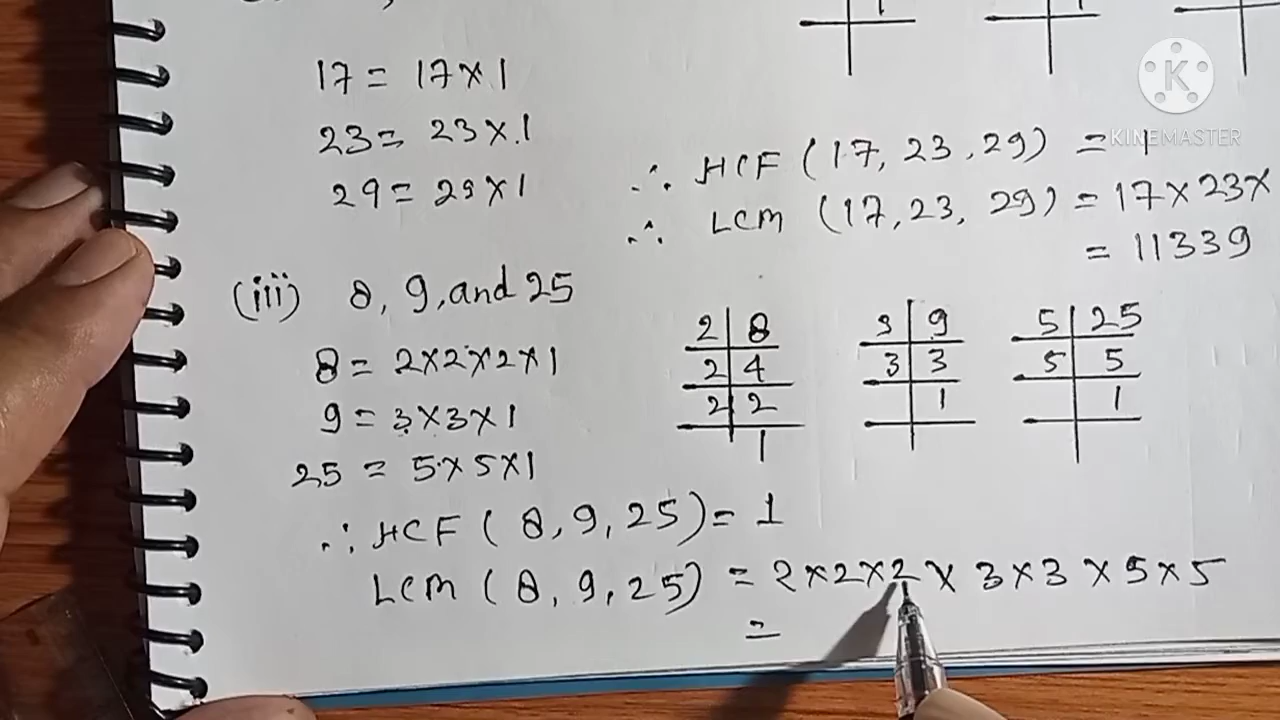 17 = 17 × 1
23 = 23 × 1
29 = 29 × 1
∴ HCF (17, 23, 29) = 1
∴ LCM (17, 23, 29) = 17 × 23 ×
= 11339
(iii) 8, 9, and 25
8 = 2 × 2 × 2 × 1
9 = 3 × 3 × 1
25 = 5 × 5 × 1
2 | 8
2 | 4
2 | 2
1
3 | 9
3 | 3
1
5 | 25
5 | 5
1
∴ HCF (8, 9, 25) = 1
LCM (8, 9, 25) = 2 × 2 × 2 × 3 × 3 × 5 × 5
=
K
KINEMASTER